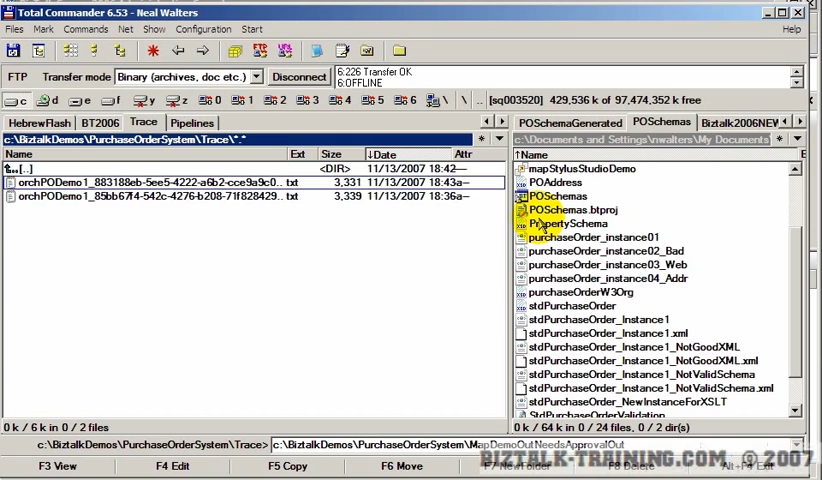 Total Commander 6.53 - Neal Walters
Files Mark Commands Net Show Configuration Start
FTP Transfer mode Binary (archives, doc etc.) Disconnect
6:226 Transfer OK
6:OFFLINE
c d e f y z 0 1 2 3 4 5 6 \ .. [sq003520] 429,536 k of 97,474,352 k free
HebrewFlash BT2006 Trace Pipelines
POSchemaGenerated POSchemas Biztalk2006NEW
c:\BiztalkDemos\PurchaseOrderSystem\Trace\*.*
c:\Documents and Settings\nwalters\My Documents
Name Ext Size Date Attr
[..] <DIR> 11/13/2007 18:42
orchPODemo1_883188eb-5ee5-4222-a6b2-cce9a9c0.. txt 3,331 11/13/2007 18:43 a
orchPODemo1_85bb67f4-542c-4276-b208-71f828429.. txt 3,339 11/13/2007 18:36 a
Name
mapStylusStudioDemo
POAddress
POSchemas
POSchemas.btproj
PropertySchema
purchaseOrder_instance01
purchaseOrder_instance02_Bad
purchaseOrder_instance03_Web
purchaseOrder_instance04_Addr
purchaseOrderW3Org
stdPurchaseOrder
stdPurchaseOrder_Instance1
stdPurchaseOrder_Instance1.xml
stdPurchaseOrder_Instance1_NotGoodXML
stdPurchaseOrder_Instance1_NotGoodXML.xml
stdPurchaseOrder_Instance1_NotValidSchema
stdPurchaseOrder_Instance1_NotValidSchema.xml
stdPurchaseOrder_NewInstanceForXSLT
StdPurchaseOrderValidation
0 k / 6 k in 0 / 2 files
0 k / 64 k in 0 / 24 files, 0 / 2 dir(s)
c:\BiztalkDemos\PurchaseOrderSystem\Trace> c:\BiztalkDemos\PurchaseOrderSystem\MapDemoOutNeedsApprovalOut
F3 View F4 Edit F5 Copy F6 Move F7 NewFolder F8 Delete Alt+F4 Exit
BIZTALK-TRAINING.COM © 2007